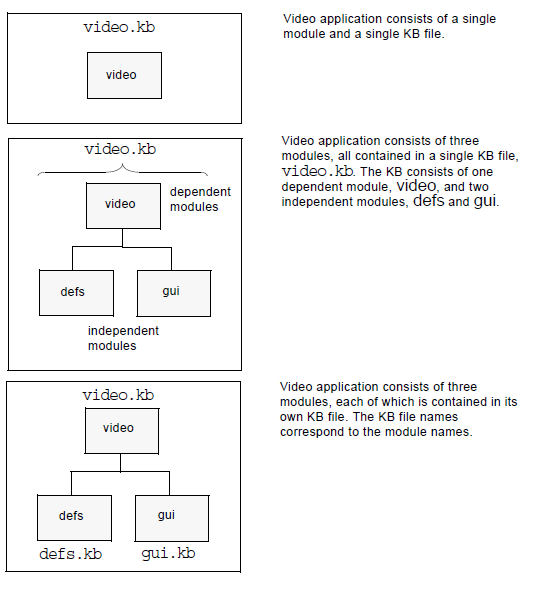 video.kb
video
Video application consists of a single
module and a single KB file.
video.kb
dependent
modules
video
defs
gui
independent
modules
Video application consists of three
modules, all contained in a single KB file,
video.kb. The KB consists of one
dependent module, video, and two
independent modules, defs and gui.
video.kb
video
defs
gui
defs.kb
gui.kb
Video application consists of three
modules, each of which is contained in its
own KB file. The KB file names
correspond to the module names.